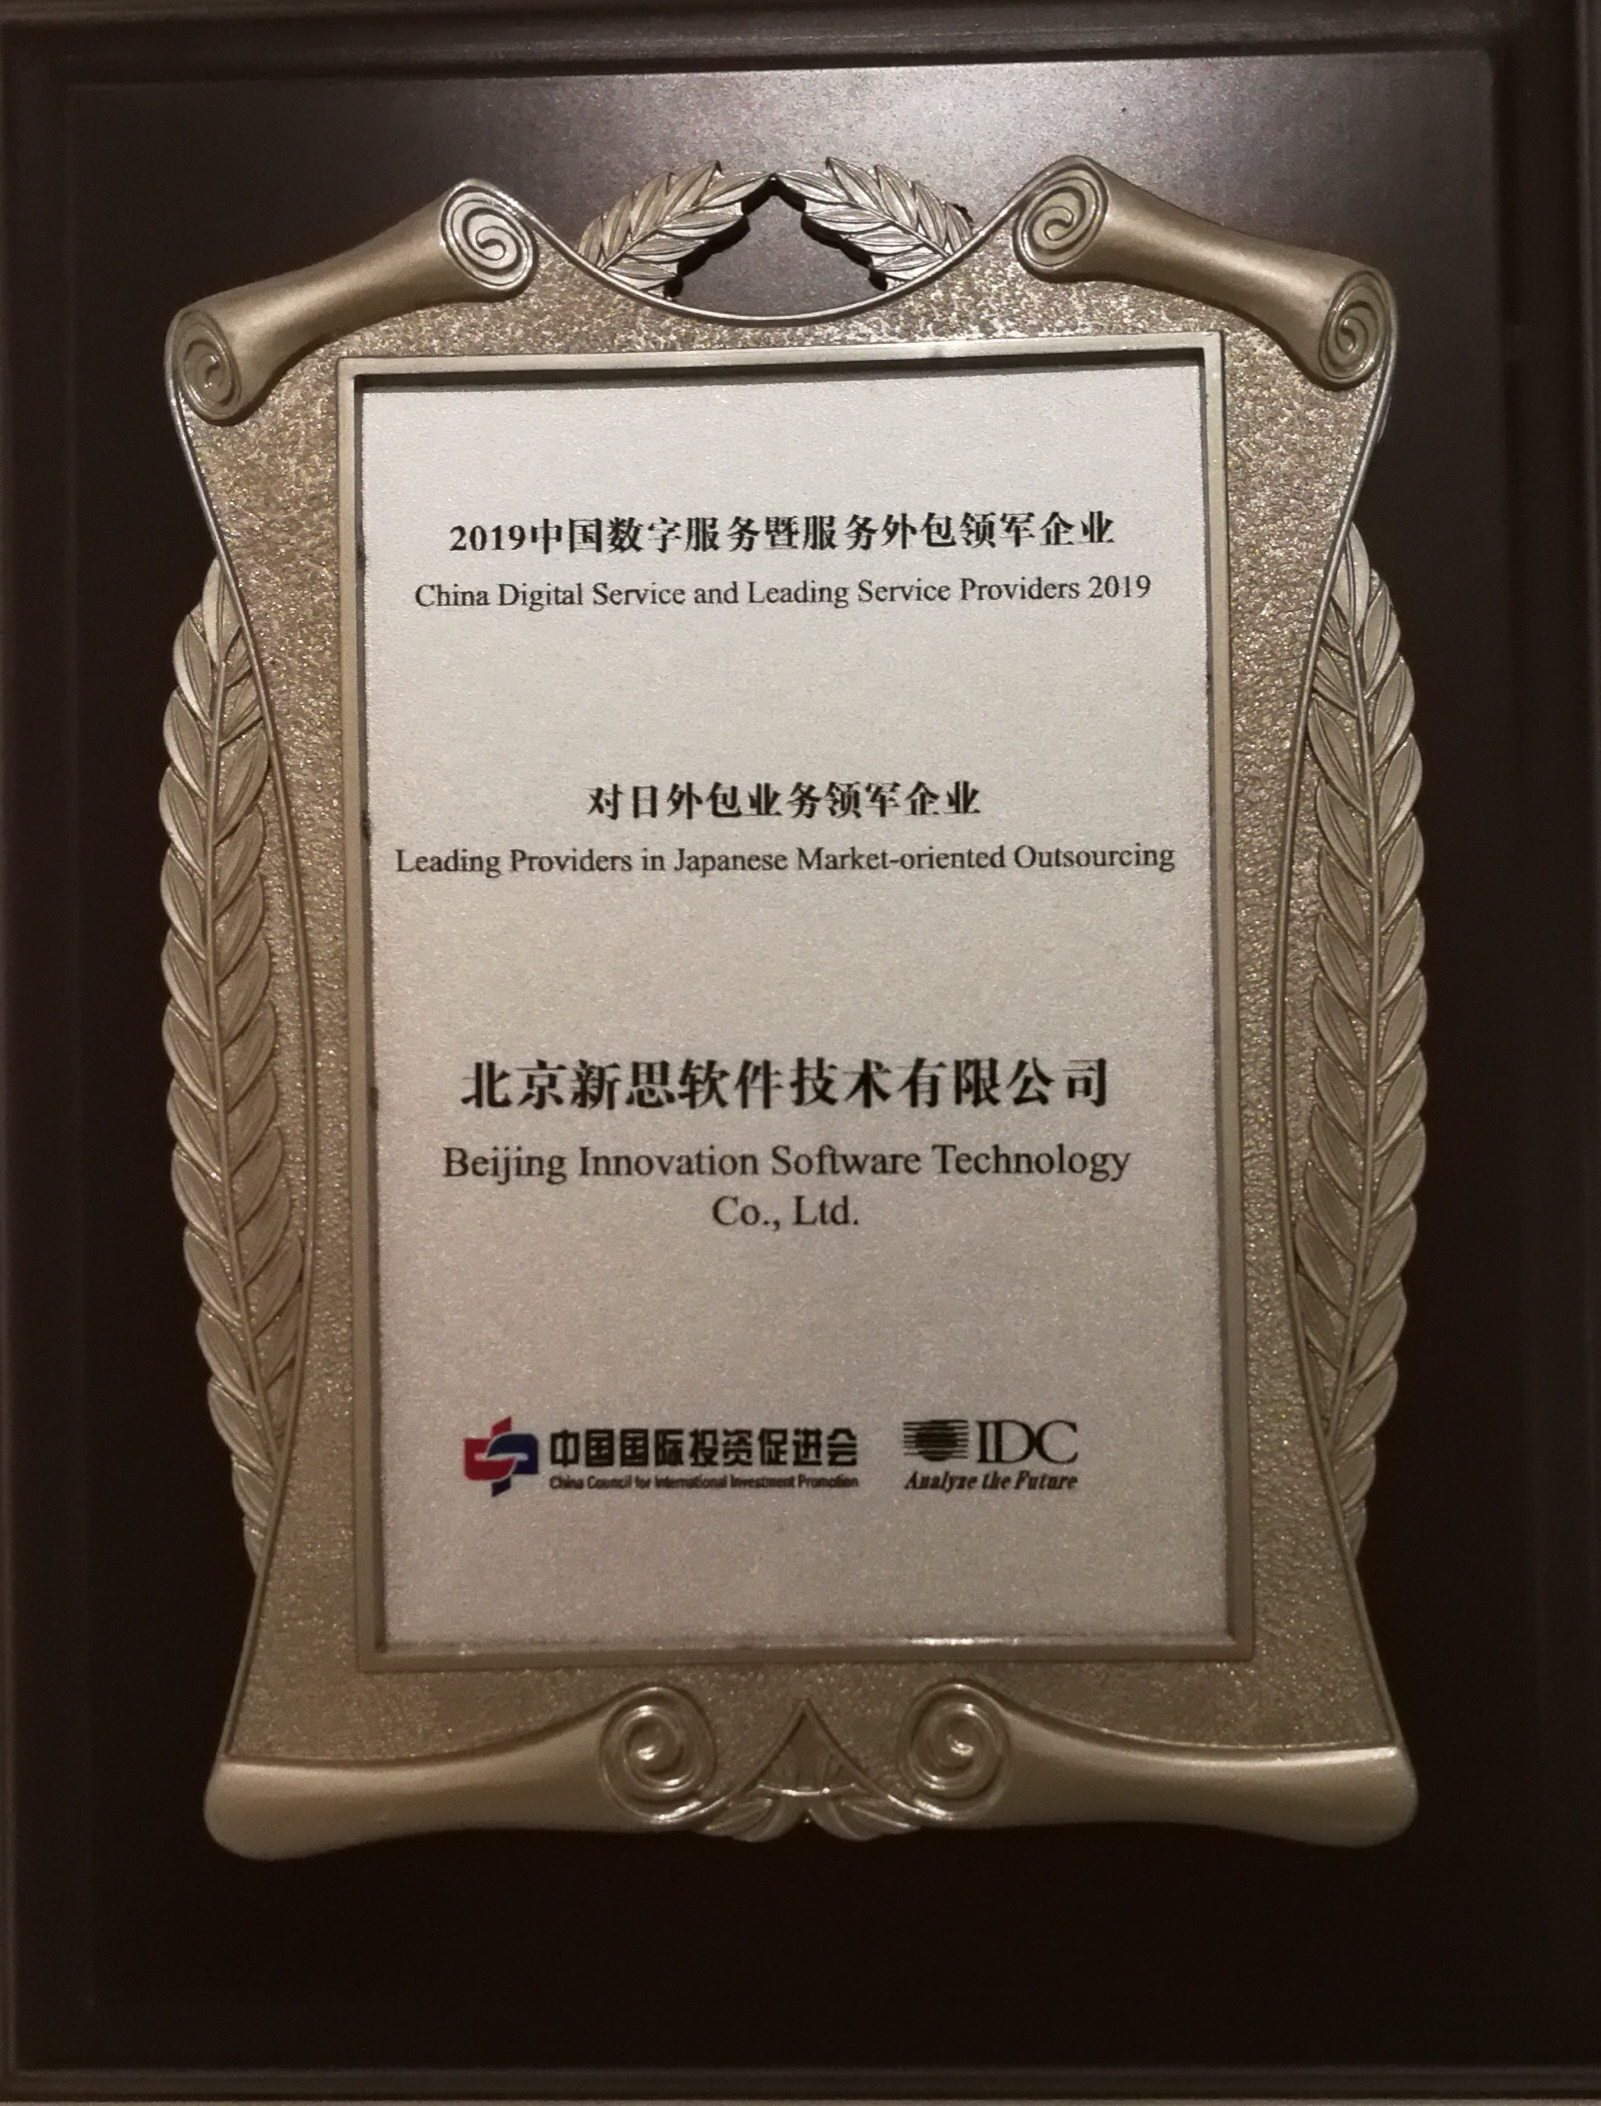 2019中国数字服务暨服务外包领军企业
China Digital Service and Leading Service Providers 2019
对日外包业务领军企业
Leading Providers in Japanese Market-oriented Outsourcing
北京新思软件技术有限公司
Beijing Innovation Software Technology
Co., Ltd.
中国国际投资促进会
China Council for International Investment Promotion
IDC
Analyze the Future